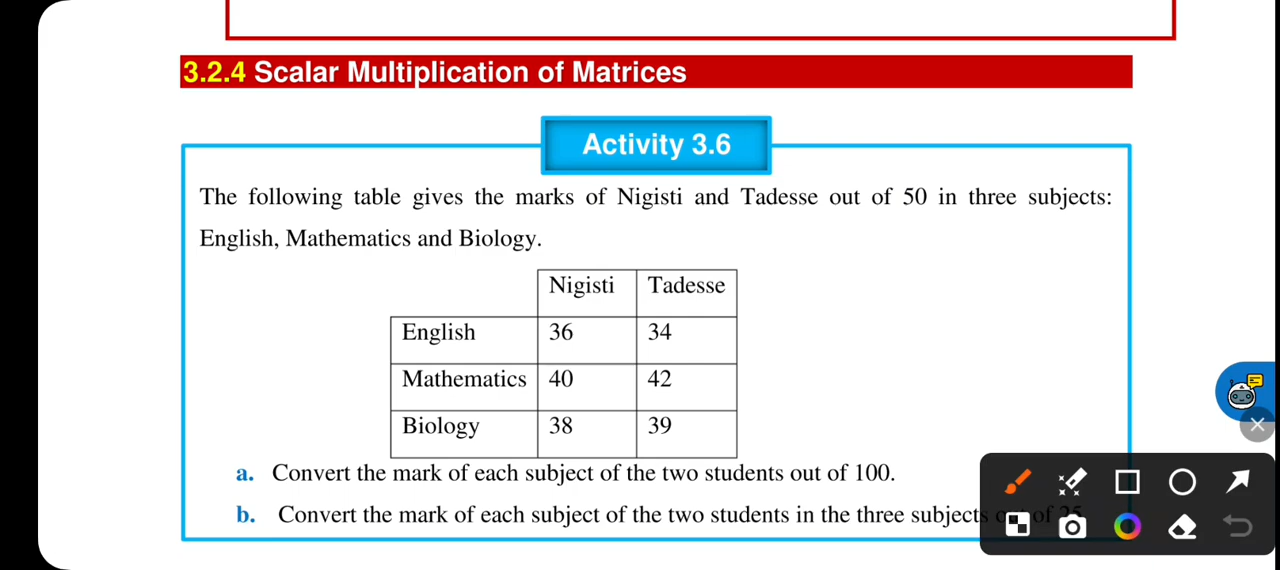 3.2.4 Scalar Multiplication of Matrices
Activity 3.6
The following table gives the marks of Nigisti and Tadesse out of 50 in three subjects:
English, Mathematics and Biology.
Nigisti Tadesse
English 36 34
Mathematics 40 42
Biology 38 39
a. Convert the mark of each subject of the two students out of 100.
b. Convert the mark of each subject of the two students in the three subjects out of 25